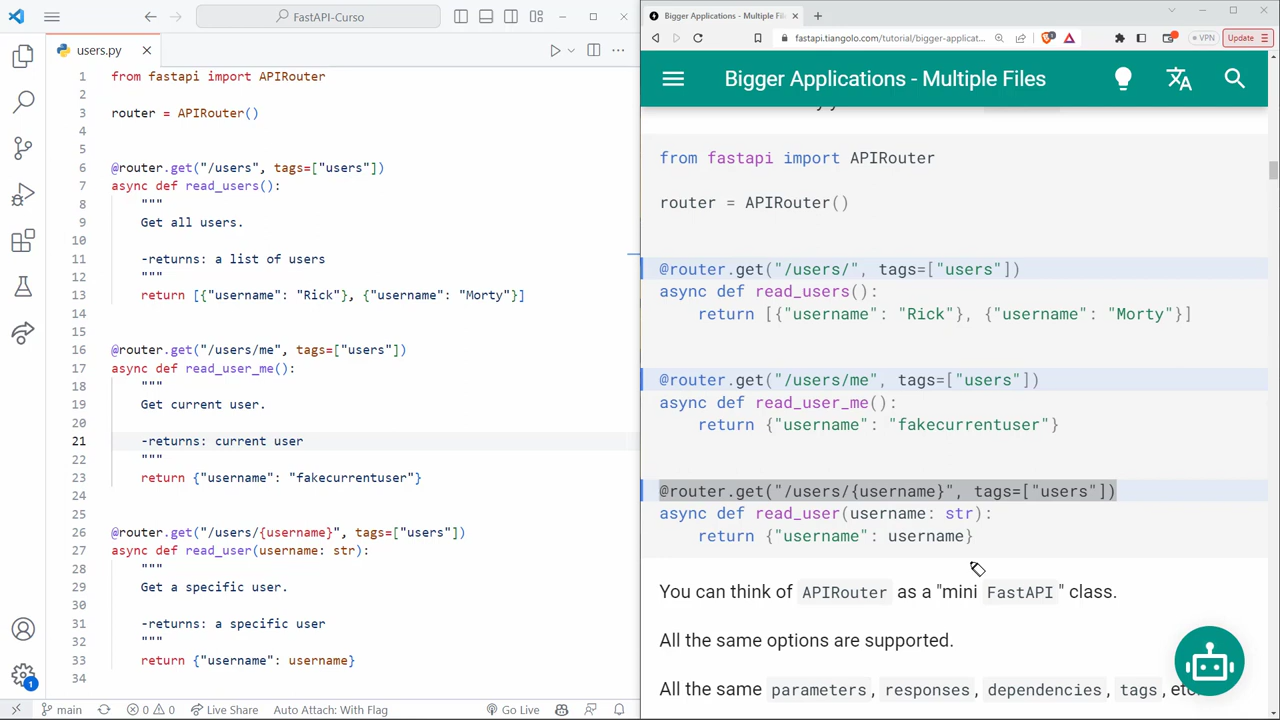 FastAPI-Curso
users.py
1 from fastapi import APIRouter
2
3 router = APIRouter()
4
5
6 @router.get("/users", tags=["users"])
7 async def read_users():
8 """
9 Get all users.
10
11 -returns: a list of users
12 """
13 return [{"username": "Rick"}, {"username": "Morty"}]
14
15
16 @router.get("/users/me", tags=["users"])
17 async def read_user_me():
18 """
19 Get current user.
20
21 -returns: current user
22 """
23 return {"username": "fakecurrentuser"}
24
25
26 @router.get("/users/{username}", tags=["users"])
27 async def read_user(username: str):
28 """
29 Get a specific user.
30
31 -returns: a specific user
32 """
33 return {"username": username}
34
1
main
0 0
Live Share
Auto Attach: With Flag
Go Live
Bigger Applications - Multiple Fil
fastapi.tiangolo.com/tutorial/bigger-applicat...
VPN
Update
Bigger Applications - Multiple Files
from fastapi import APIRouter
router = APIRouter()
@router.get("/users/", tags=["users"])
async def read_users():
return [{"username": "Rick"}, {"username": "Morty"}]
@router.get("/users/me", tags=["users"])
async def read_user_me():
return {"username": "fakecurrentuser"}
@router.get("/users/{username}", tags=["users"])
async def read_user(username: str):
return {"username": username}
You can think of APIRouter as a "mini FastAPI" class.
All the same options are supported.
All the same parameters, responses, dependencies, tags, etc.